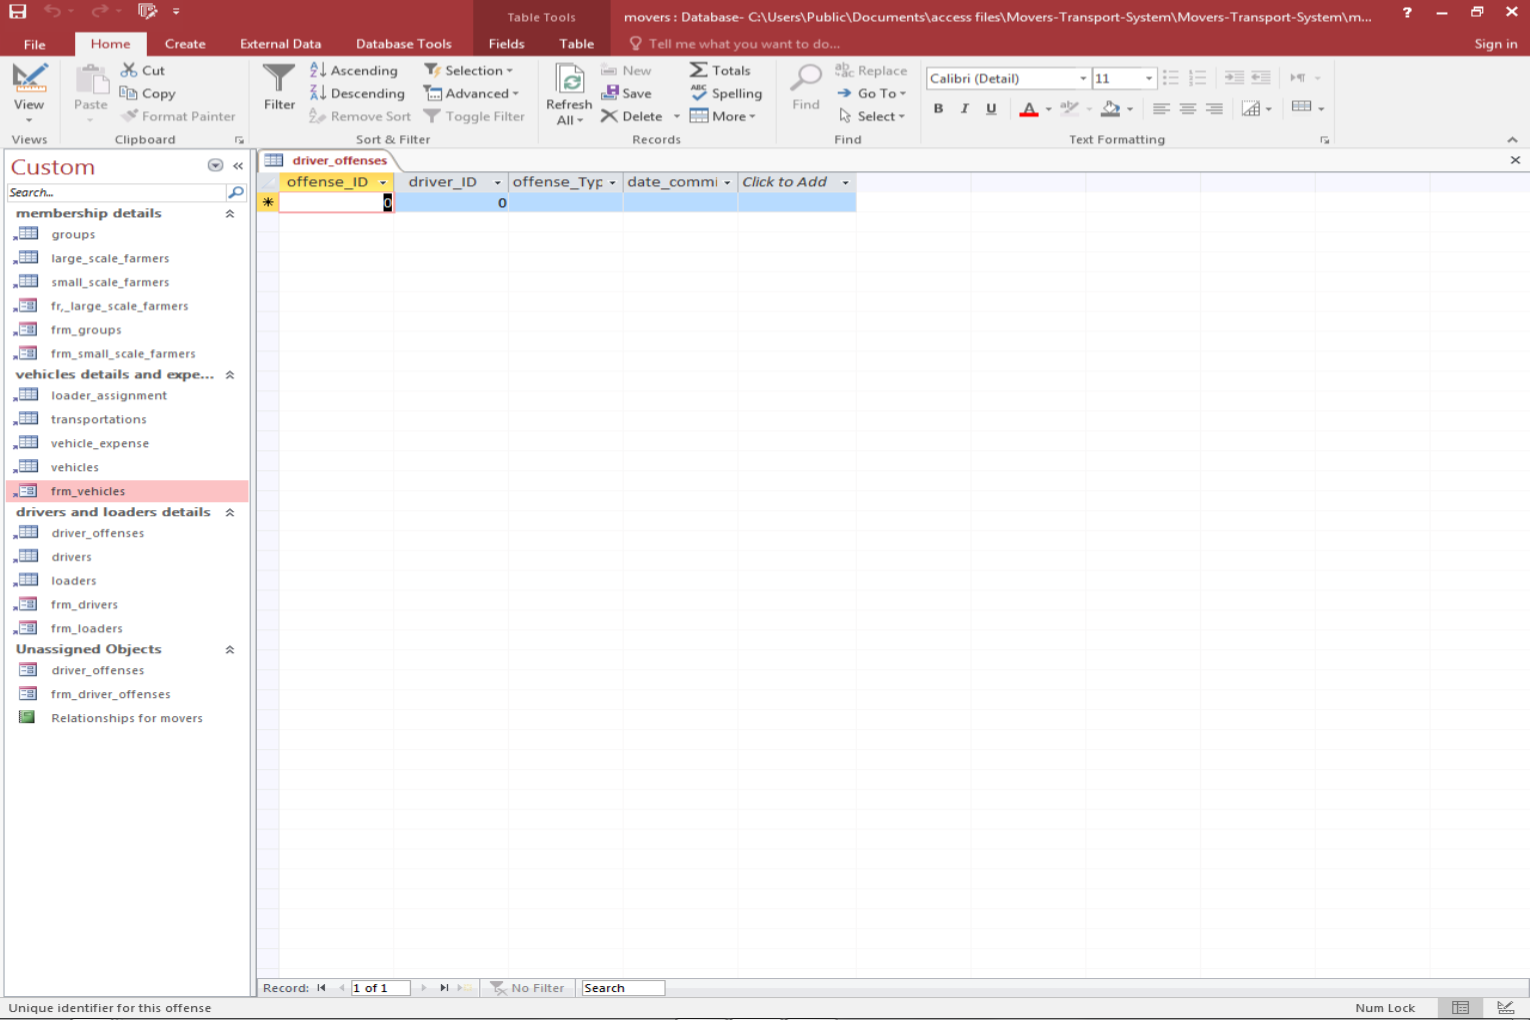 Table Tools
movers : Database- C:\Users\Public\Documents\access files\Movers-Transport-System\Movers-Transport-System\m...
?
File
Home
Create
External Data
Database Tools
Fields
Table
Tell me what you want to do...
Sign in
View
Paste
Cut
Copy
Format Painter
Filter
Ascending
Descending
Remove Sort
Selection
Advanced
Toggle Filter
Refresh
All
New
Save
Delete
Totals
Spelling
More
Find
Replace
Go To
Select
Calibri (Detail)
11
B I U A
Views
Clipboard
Sort & Filter
Records
Find
Text Formatting
Custom
Search...
membership details
groups
large_scale_farmers
small_scale_farmers
fr,_large_scale_farmers
frm_groups
frm_small_scale_farmers
vehicles details and expe...
loader_assignment
transportations
vehicle_expense
vehicles
frm_vehicles
drivers and loaders details
driver_offenses
drivers
loaders
frm_drivers
frm_loaders
Unassigned Objects
driver_offenses
frm_driver_offenses
Relationships for movers
driver_offenses
offense_ID driver_ID offense_Typ date_commi Click to Add
0 0
Record: 1 of 1 No Filter Search
Unique identifier for this offense
Num Lock